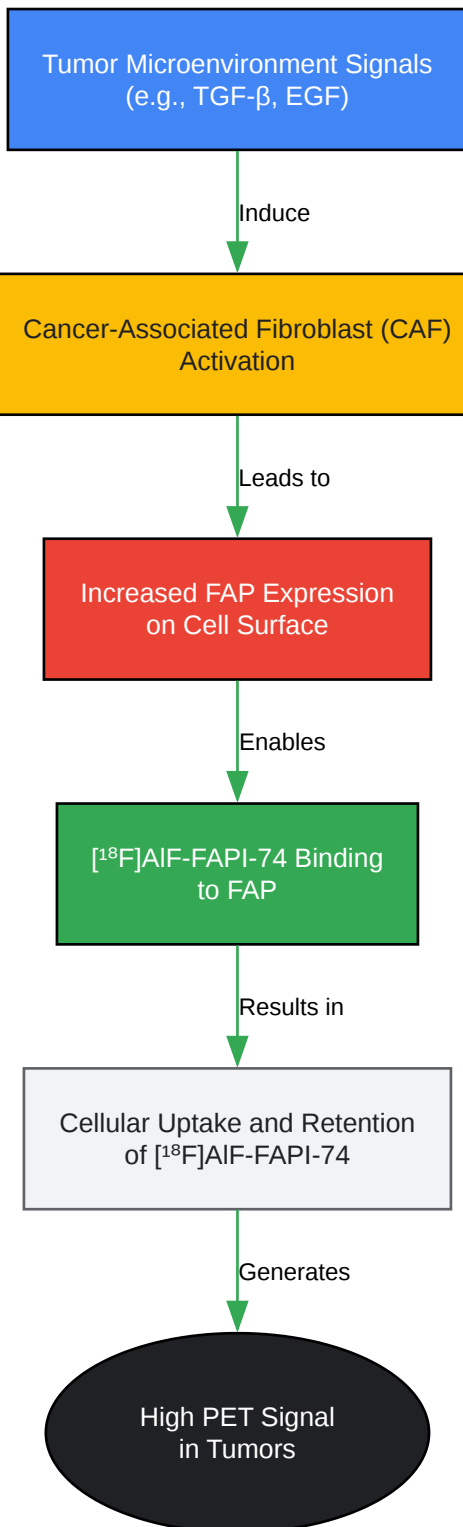 Tumor Microenvironment Signals
(e.g., TGF-β, EGF)
Induce
Cancer-Associated Fibroblast (CAF)
Activation
Leads to
Increased FAP Expression
on Cell Surface
Enables
[¹⁸F]AlF-FAPI-74 Binding
to FAP
Results in
Cellular Uptake and Retention
of [¹⁸F]AlF-FAPI-74
Generates
High PET Signal
in Tumors